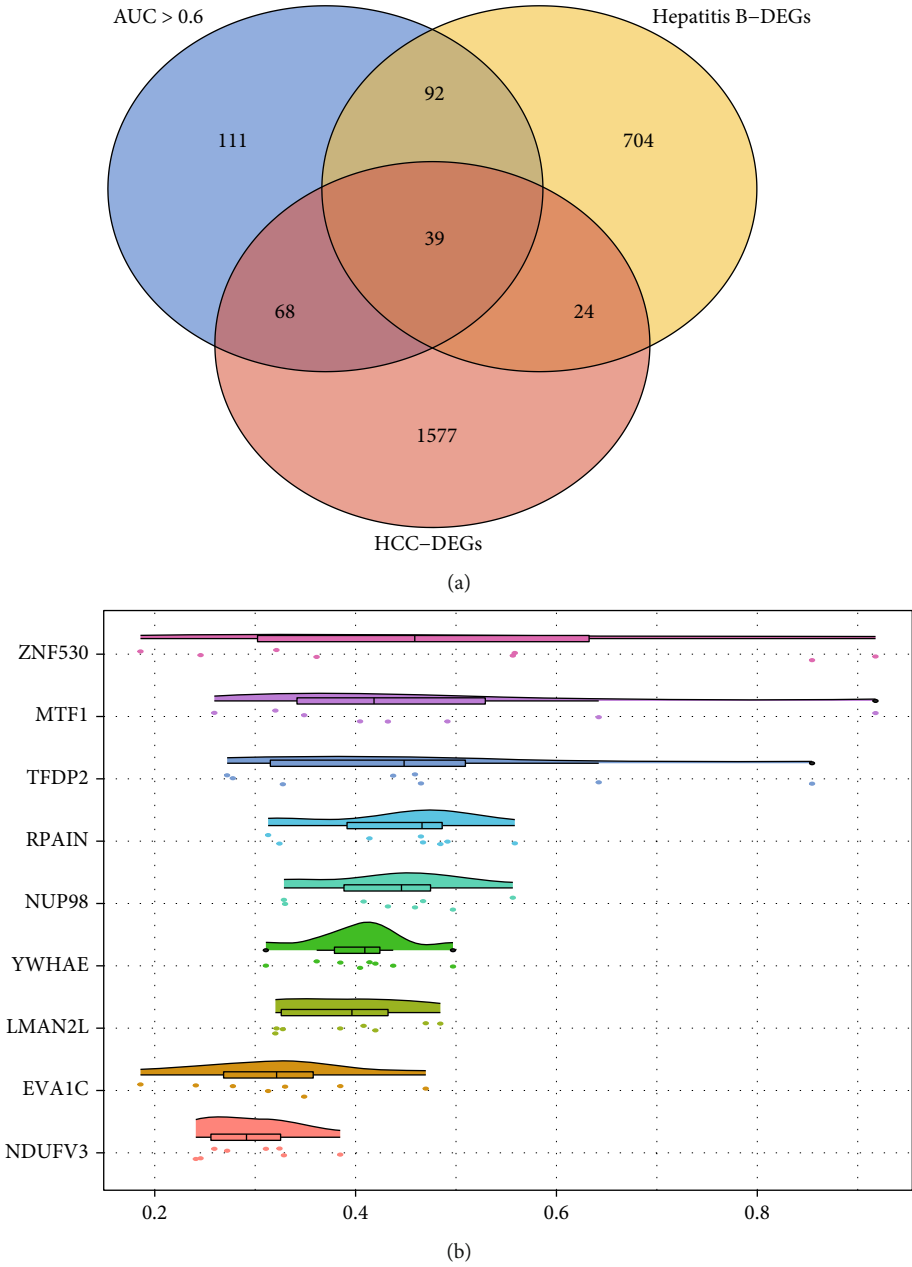 AUC > 0.6
Hepatitis B−DEGs
92
111
704
39
68
24
1577
HCC−DEGs
(a)
ZNF530
MTF1
TFDP2
RPAIN
NUP98
YWHAE
LMAN2L
EVA1C
NDUFV3
0.2 0.4 0.6 0.8
(b)